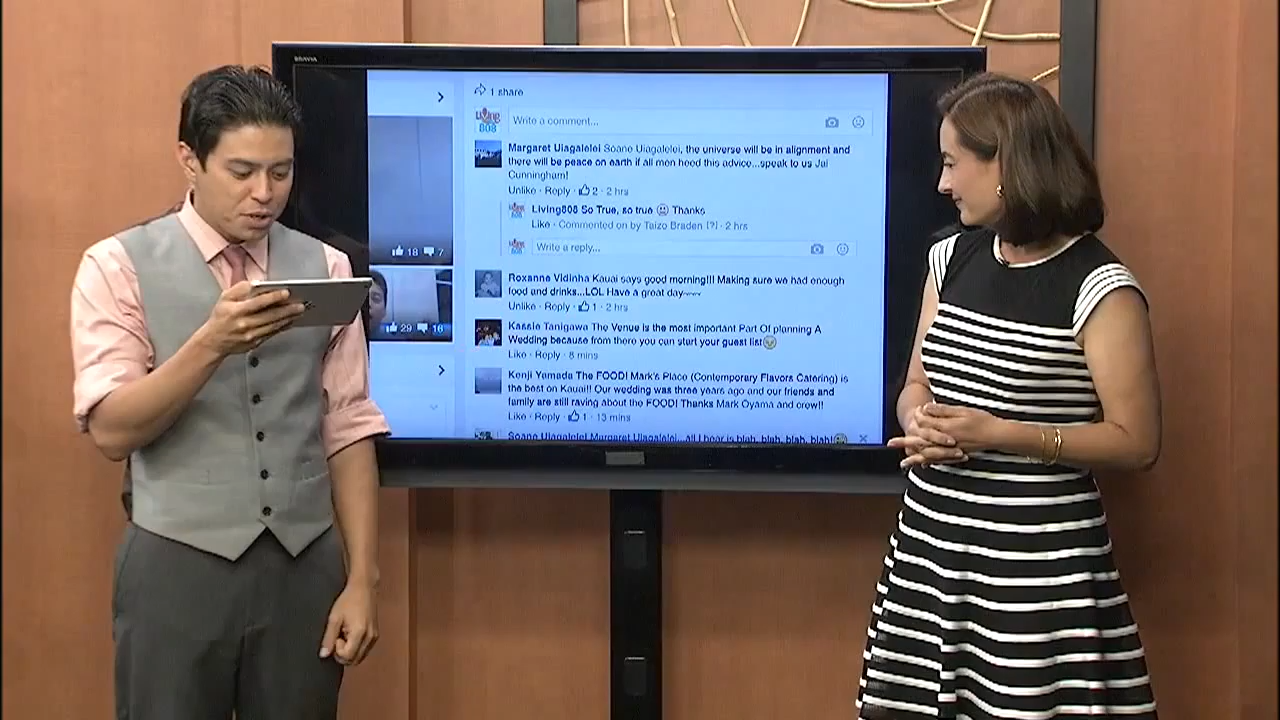 BRAVIA
1 share
Living
808
Write a comment...
Margaret Uiagalelei Soane Uiagalelei, the universe will be in alignment and
there will be peace on earth if all men heed this advice...speak to us Jai
Cunningham!
Unlike · Reply · 2 · 2 hrs
Living
808
Living808 So True, so true Thanks
Like · Commented on by Taizo Braden [?] · 2 hrs
Write a reply...
18 7
Roxanne Vidinha Kauai says good morning!!! Making sure we had enough
food and drinks...LOL Have a great day~~~
Unlike · Reply · 1 · 2 hrs
29 16
Kassie Tanigawa The Venue is the most important Part Of planning A
Wedding because from there you can start your guest list
Like · Reply · 8 mins
Kenji Yamada The FOOD! Mark's Place (Contemporary Flavors Catering) is
the best on Kauai!! Our wedding was three years ago and our friends and
family are still raving about the FOOD! Thanks Mark Oyama and crew!!
Like · Reply · 1 · 13 mins
Soane Uiagalelei Margaret Uiagalelei...all I hear is blah, blah, blah, blah!